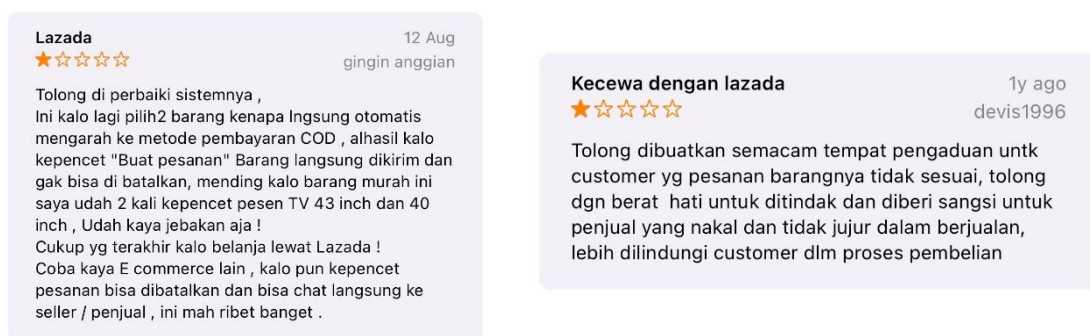 Lazada
12 Aug
gingin anggian
Tolong di perbaiki sistemnya ,
Ini kalo lagi pilih2 barang kenapa lngsung otomatis
mengarah ke metode pembayaran COD , alhasil kalo
kepencet "Buat pesanan" Barang langsung dikirim dan
gak bisa di batalkan, mending kalo barang murah ini
saya udah 2 kali kepencet pesen TV 43 inch dan 40
inch , Udah kaya jebakan aja !
Cukup yg terakhir kalo belanja lewat Lazada !
Coba kaya E commerce lain , kalo pun kepencet
pesanan bisa dibatalkan dan bisa chat langsung ke
seller / penjual , ini mah ribet banget .
Kecewa dengan lazada
1y ago
devis1996
Tolong dibuatkan semacam tempat pengaduan untk
customer yg pesanan barangnya tidak sesuai, tolong
dgn berat hati untuk ditindak dan diberi sangsi untuk
penjual yang nakal dan tidak jujur dalam berjualan,
lebih dilindungi customer dlm proses pembelian